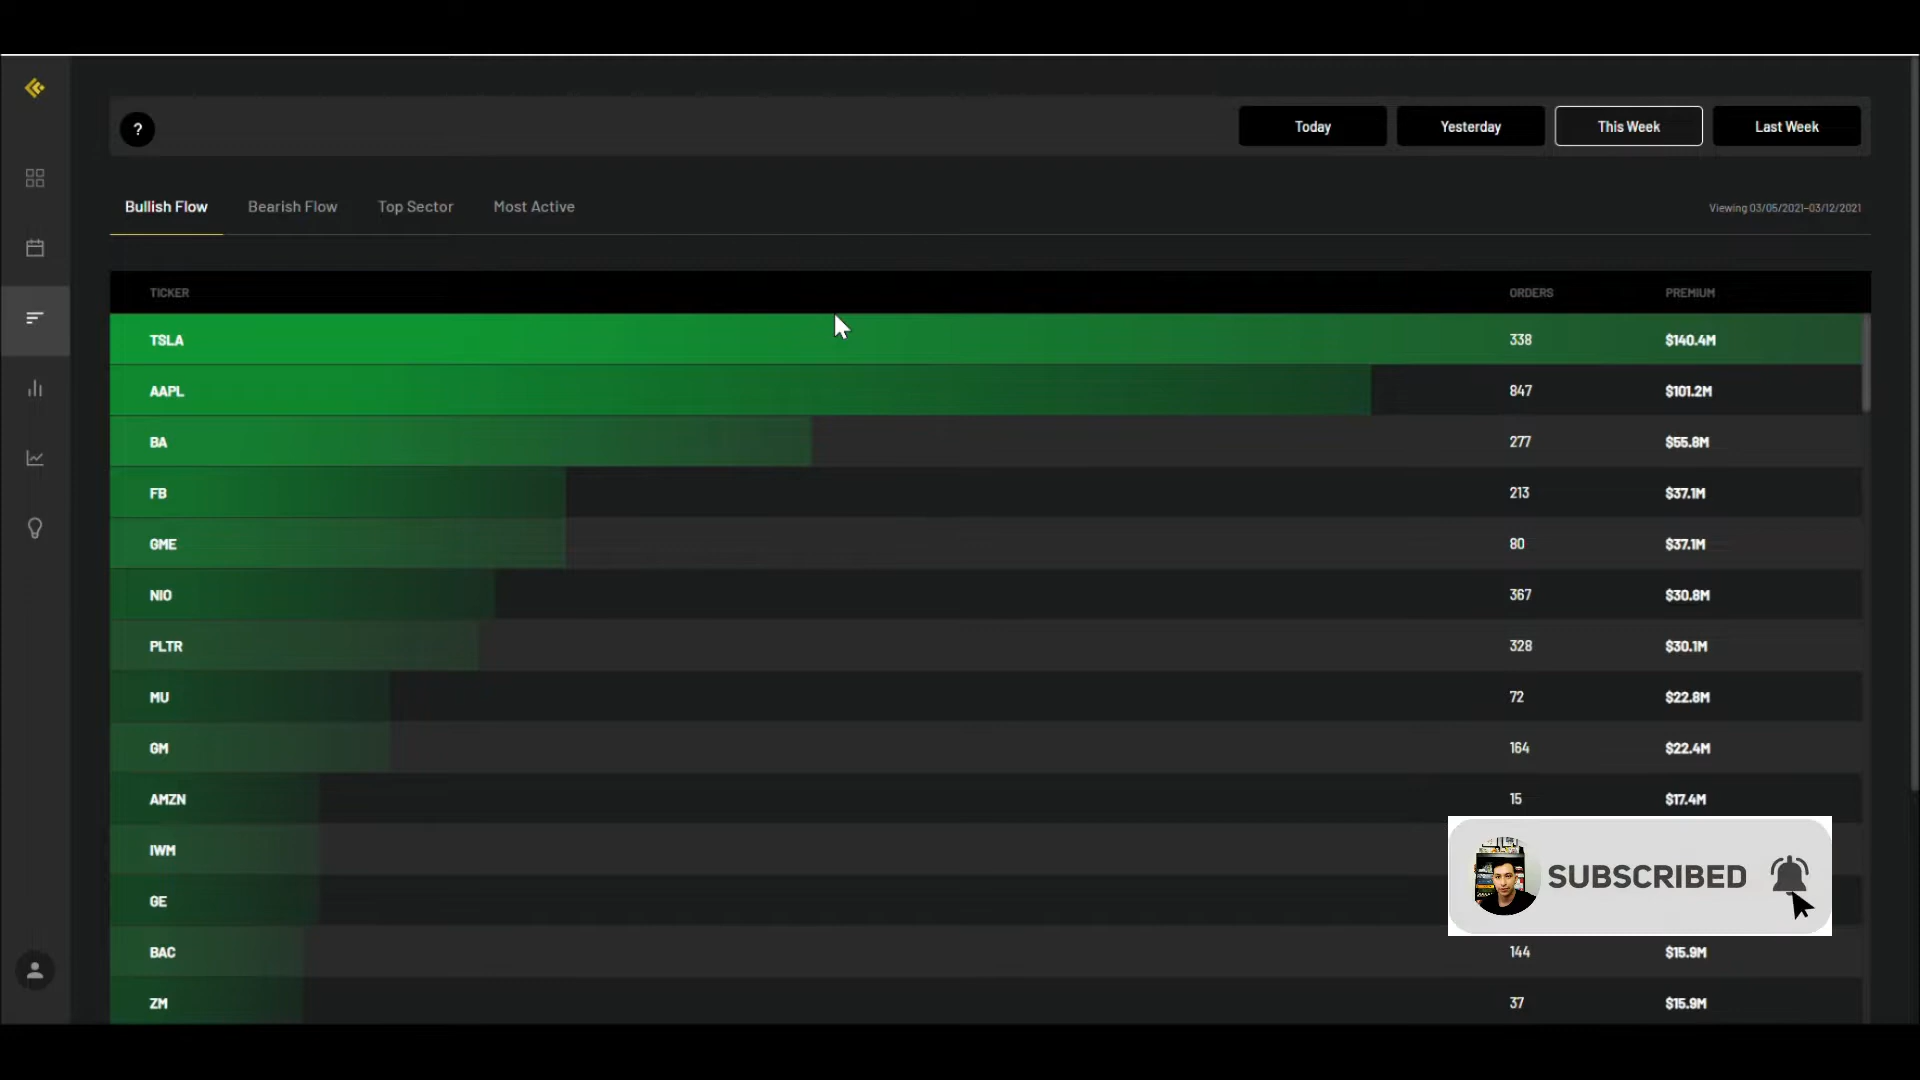 ?
Today Yesterday This Week Last Week
Bullish Flow Bearish Flow Top Sector Most Active
Viewing 03/05/2021-03/12/2021
TICKER ORDERS PREMIUM
TSLA 338 $140.4M
AAPL 847 $101.2M
BA 277 $55.8M
FB 213 $37.1M
GME 80 $37.1M
NIO 367 $30.8M
PLTR 328 $30.1M
MU 72 $22.8M
GM 164 $22.4M
AMZN 15 $17.4M
IWM
GE
SUBSCRIBED
BAC 144 $15.9M
ZM 37 $15.9M